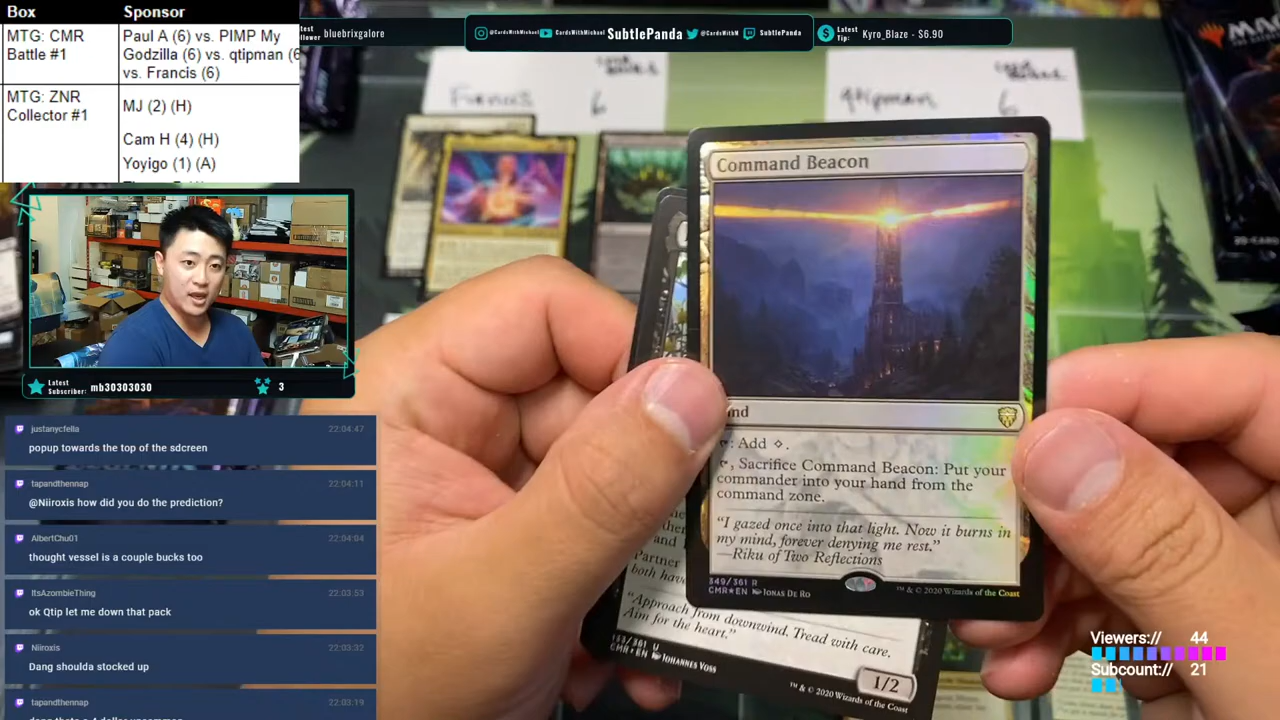 Box
Sponsor
MTG: CMR
Battle #1
Paul A (6) vs. PIMP My
Godzilla (6) vs. qtipman (6
vs. Francis (6)
MTG: ZNR
Collector #1
MJ (2) (H)
Cam H (4) (H)
Yoyigo (1) (A)
Latest
bluebrixgalore
@CardsWithMichael
CardsWithMichael
SubtlePanda
@CardsWithM
SubtlePanda
Latest
Tip:
Kyro_Blaze - $6.90
Francis
6
qtipman
6
Command Beacon
: Add
, Sacrifice Command Beacon: Put your
commander into your hand from the
command zone.
“I gazed once into that light. Now it burns in
my mind, forever denying me rest.”
—Riku of Two Reflections
349/361 R
CMR★EN Jonas De Ro
™ & © 2020 Wizards of the Coast
Partner
both have
“Approach from downwind. Tread with care.
Aim for the heart.”
361 U
CMR EN Johannes Voss
1/2
™ & © 2020 Wizards of the Coast
Latest
Subscriber:
mb30303030
3
justanycfella
22:04:47
popup towards the top of the sdcreen
tapandthennap
22:04:11
@Niiroxis how did you do the prediction?
AlbertChu01
22:04:04
thought vessel is a couple bucks too
ItsAzombieThing
22:03:53
ok Qtip let me down that pack
Niiroxis
22:03:32
Dang shoulda stocked up
tapandthennap
22:03:19
Viewers://
44
Subcount://
21